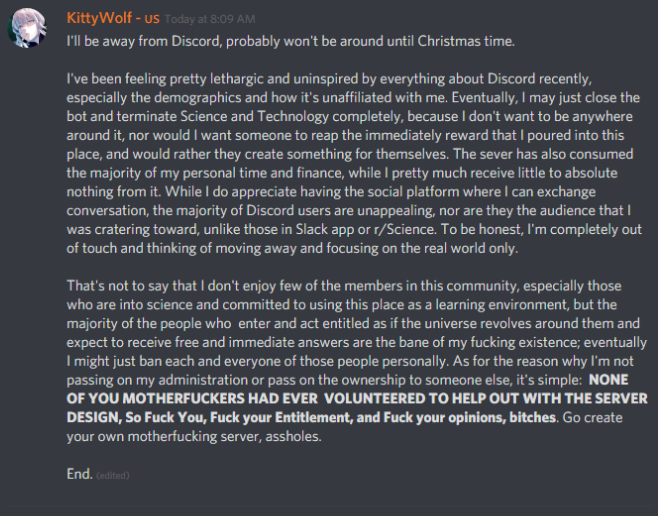 KittyWolf - US Today at 8:09 AM
I'll be away from Discord, probably won't be around until Christmas time.
I've been feeling pretty lethargic and uninspired by everything about Discord recently,
especially the demographics and how it's unaffiliated with me. Eventually, I may just close the
bot and terminate Science and Technology completely, because I don't want to be anywhere
around it, nor would I want someone to reap the immediately reward that I poured into this
place, and would rather they create something for themselves. The sever has also consumed
the majority of my personal time and finance, while I pretty much receive little to absolute
nothing from it. While I do appreciate having the social platform where I can exchange
conversation, the majority of Discord users are unappealing, nor are they the audience that I
was cratering toward, unlike those in Slack app or r/Science. To be honest, I'm completely out
of touch and thinking of moving away and focusing on the real world only.
That's not to say that I don't enjoy few of the members in this community, especially those
who are into science and committed to using this place as a learning environment, but the
majority of the people who enter and act entitled as if the universe revolves around them and
expect to receive free and immediate answers are the bane of my fucking existence; eventually
I might just ban each and everyone of those people personally. As for the reason why I'm not
passing on my administration or pass on the ownership to someone else, it's simple: NONE
OF YOU MOTHERFUCKERS HAD EVER VOLUNTEERED TO HELP OUT WITH THE SERVER
DESIGN, So Fuck You, Fuck your Entitlement, and Fuck your opinions, bitches. Go create
your own motherfucking server, assholes.
End. (edited)